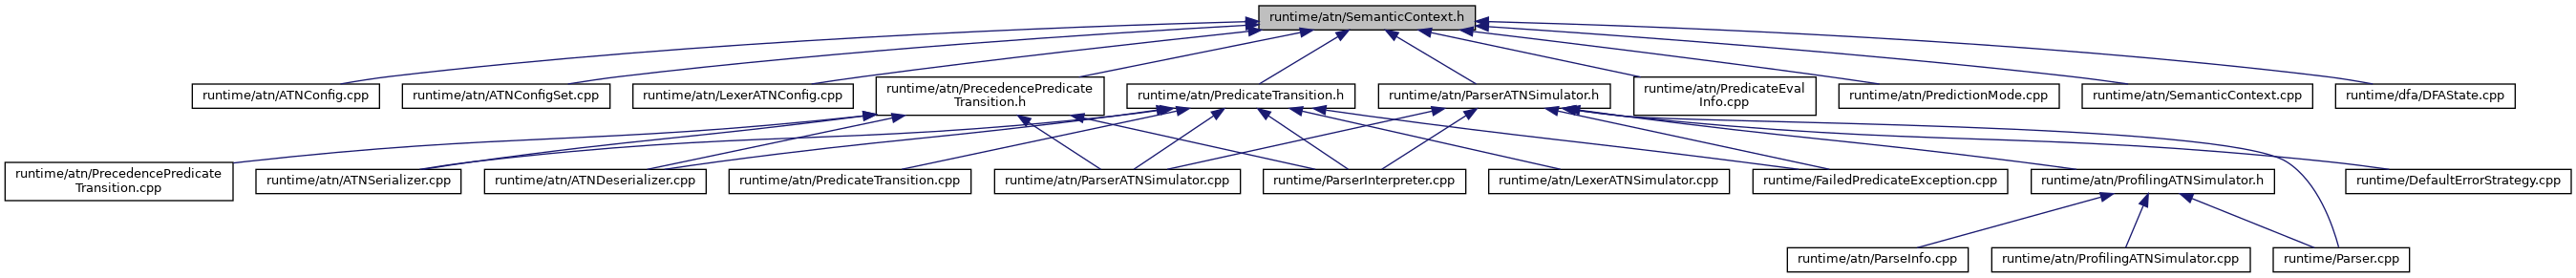 runtime/atn/SemanticContext.h
runtime/atn/ATNConfig.cpp
runtime/atn/ATNConfigSet.cpp
runtime/atn/LexerATNConfig.cpp
runtime/atn/PrecedencePredicate
Transition.h
runtime/atn/PredicateTransition.h
runtime/atn/ParserATNSimulator.h
runtime/atn/PredicateEval
Info.cpp
runtime/atn/PredictionMode.cpp
runtime/atn/SemanticContext.cpp
runtime/dfa/DFAState.cpp
runtime/atn/PrecedencePredicate
Transition.cpp
runtime/atn/ATNSerializer.cpp
runtime/atn/ATNDeserializer.cpp
runtime/atn/PredicateTransition.cpp
runtime/atn/ParserATNSimulator.cpp
runtime/ParserInterpreter.cpp
runtime/atn/LexerATNSimulator.cpp
runtime/FailedPredicateException.cpp
runtime/atn/ProfilingATNSimulator.h
runtime/DefaultErrorStrategy.cpp
runtime/atn/ParseInfo.cpp
runtime/atn/ProfilingATNSimulator.cpp
runtime/Parser.cpp